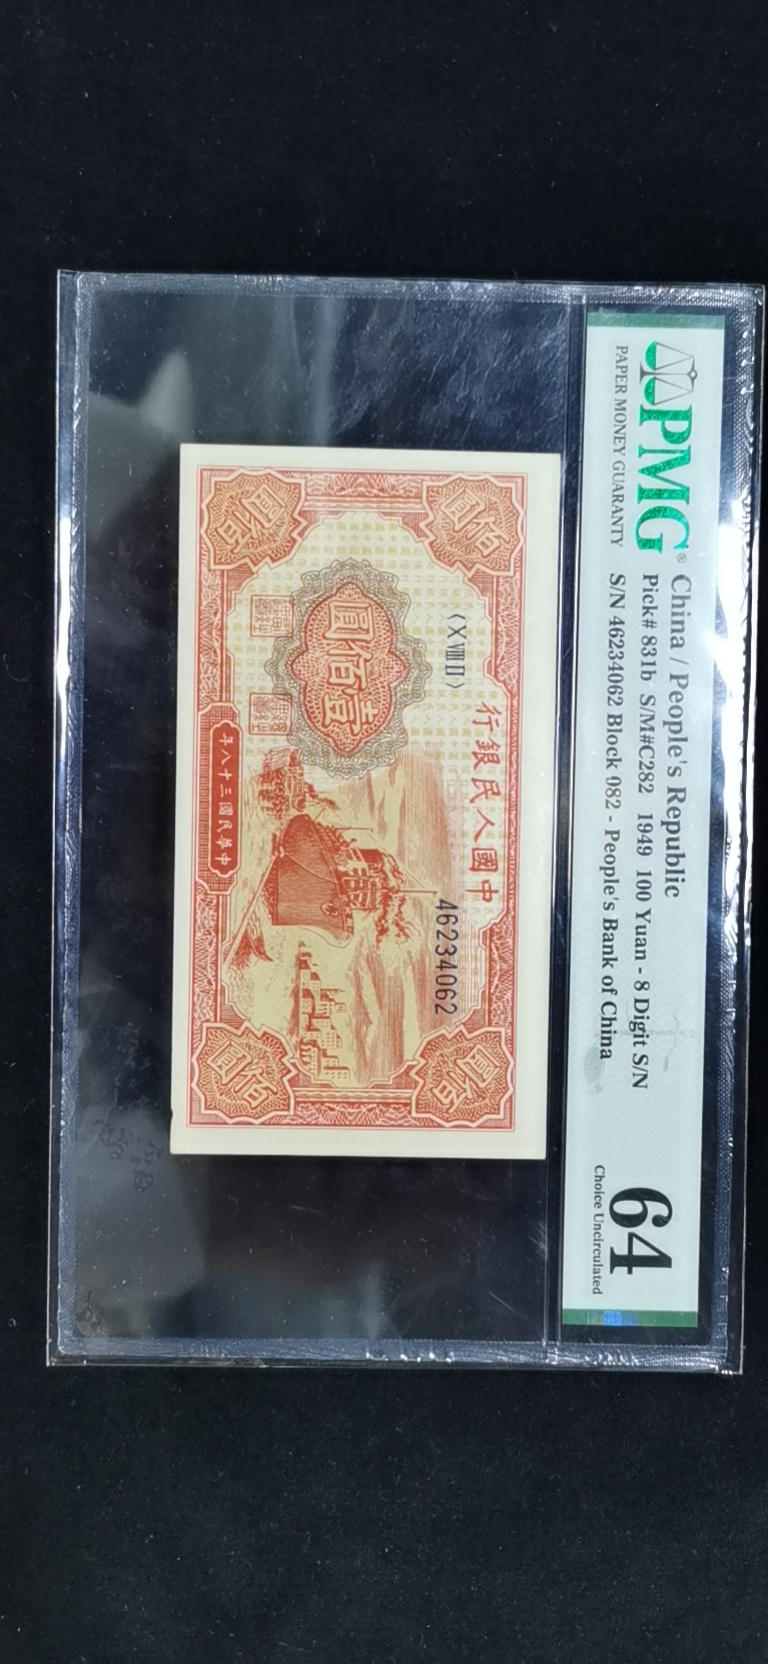 PMG®
PAPER MONEY GUARANTY
China / People's Republic
Pick# 831b S/M#C282 1949 100 Yuan - 8 Digit S/N
S/N 46234062 Block 082 - People's Bank of China
64
Choice Uncirculated
行銀民人國中
〈X Ⅷ Ⅱ〉
46234062
圓佰壹
年八十三國民華中